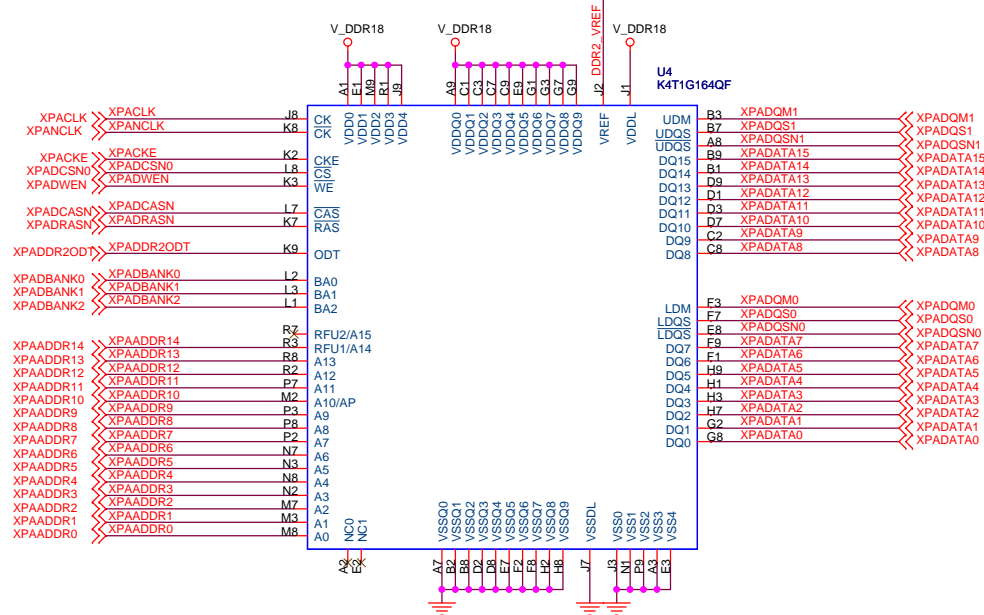 V_DDR18 V_DDR18 DDR2_VREF V_DDR18
U4
K4T1G164QF
A1 E1 M9 R1 J9 A9 C1 C3 C7 C9 E9 G1 G3 G7 G9 J2 J1
VDD0 VDD1 VDD2 VDD3 VDD4 VDDQ0 VDDQ1 VDDQ2 VDDQ3 VDDQ4 VDDQ5 VDDQ6 VDDQ7 VDDQ8 VDDQ9 VREF VDDL
XPACLK XPACLK J8 CK
XPANCLK XPANCLK K8 CK
XPACKE XPACKE K2 CKE
XPADCSN0 XPADCSN0 L8 CS
XPADWEN XPADWEN K3 WE
XPADCASN XPADCASN L7 CAS
XPADRASN XPADRASN K7 RAS
XPADDR2ODT XPADDR2ODT K9 ODT
XPADBANK0 XPADBANK0 L2 BA0
XPADBANK1 XPADBANK1 L3 BA1
XPADBANK2 XPADBANK2 L1 BA2
R7 RFU2/A15
XPAADDR14 XPAADDR14 R3 RFU1/A14
XPAADDR13 XPAADDR13 R8 A13
XPAADDR12 XPAADDR12 R2 A12
XPAADDR11 XPAADDR11 P7 A11
XPAADDR10 XPAADDR10 M2 A10/AP
XPAADDR9 XPAADDR9 P3 A9
XPAADDR8 XPAADDR8 P8 A8
XPAADDR7 XPAADDR7 P2 A7
XPAADDR6 XPAADDR6 N7 A6
XPAADDR5 XPAADDR5 N3 A5
XPAADDR4 XPAADDR4 N8 A4
XPAADDR3 XPAADDR3 N2 A3
XPAADDR2 XPAADDR2 M7 A2
XPAADDR1 XPAADDR1 M3 A1
XPAADDR0 XPAADDR0 M8 A0
UDM B3 XPADQM1 XPADQM1
UDQS B7 XPADQS1 XPADQS1
UDQS A8 XPADQSN1 XPADQSN1
DQ15 B9 XPADATA15 XPADATA15
DQ14 B1 XPADATA14 XPADATA14
DQ13 D9 XPADATA13 XPADATA13
DQ12 D1 XPADATA12 XPADATA12
DQ11 D3 XPADATA11 XPADATA11
DQ10 D7 XPADATA10 XPADATA10
DQ9 C2 XPADATA9 XPADATA9
DQ8 C8 XPADATA8 XPADATA8
LDM F3 XPADQM0 XPADQM0
LDQS F7 XPADQS0 XPADQS0
LDQS E8 XPADQSN0 XPADQSN0
DQ7 F9 XPADATA7 XPADATA7
DQ6 F1 XPADATA6 XPADATA6
DQ5 H9 XPADATA5 XPADATA5
DQ4 H1 XPADATA4 XPADATA4
DQ3 H3 XPADATA3 XPADATA3
DQ2 H7 XPADATA2 XPADATA2
DQ1 G2 XPADATA1 XPADATA1
DQ0 G8 XPADATA0 XPADATA0
NC0 NC1 VSSQ0 VSSQ1 VSSQ2 VSSQ3 VSSQ4 VSSQ5 VSSQ6 VSSQ7 VSSQ8 VSSQ9 VSSDL VSS0 VSS1 VSS2 VSS3 VSS4
A2 E2 A7 B2 B8 D2 D8 E7 F2 F8 H2 H8 J7 J3 N1 P9 A3 E3